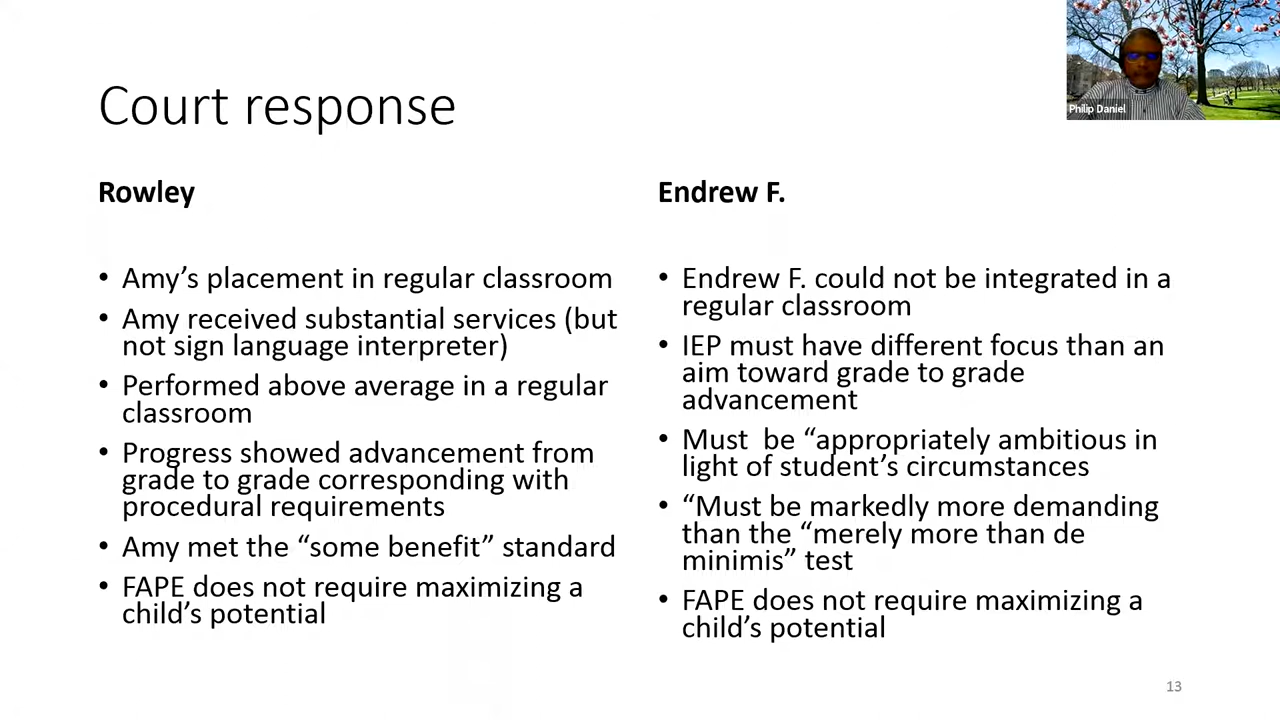 Court response
Philip Daniel
Rowley
• Amy’s placement in regular classroom
• Amy received substantial services (but
not sign language interpreter)
• Performed above average in a regular
classroom
• Progress showed advancement from
grade to grade corresponding with
procedural requirements
• Amy met the “some benefit” standard
• FAPE does not require maximizing a
child’s potential
Endrew F.
• Endrew F. could not be integrated in a
regular classroom
• IEP must have different focus than an
aim toward grade to grade
advancement
• Must  be “appropriately ambitious in
light of student’s circumstances
• “Must be markedly more demanding
than the “merely more than de
minimis” test
• FAPE does not require maximizing a
child’s potential
13